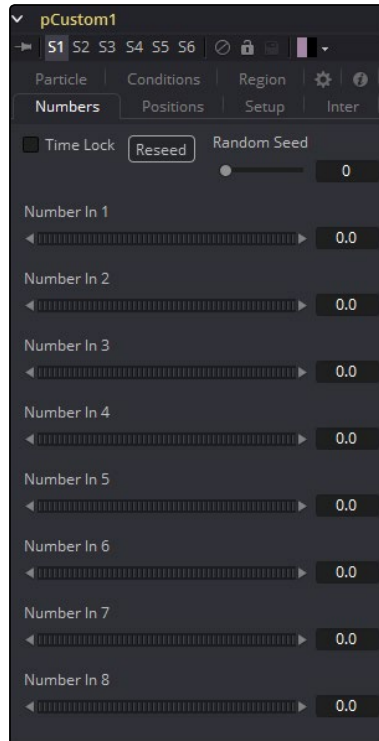 pCustom1
S1 S2 S3 S4 S5 S6
Particle Conditions Region
Numbers Positions Setup Inter
Time Lock Reseed Random Seed
0
Number In 1
0.0
Number In 2
0.0
Number In 3
0.0
Number In 4
0.0
Number In 5
0.0
Number In 6
0.0
Number In 7
0.0
Number In 8
0.0